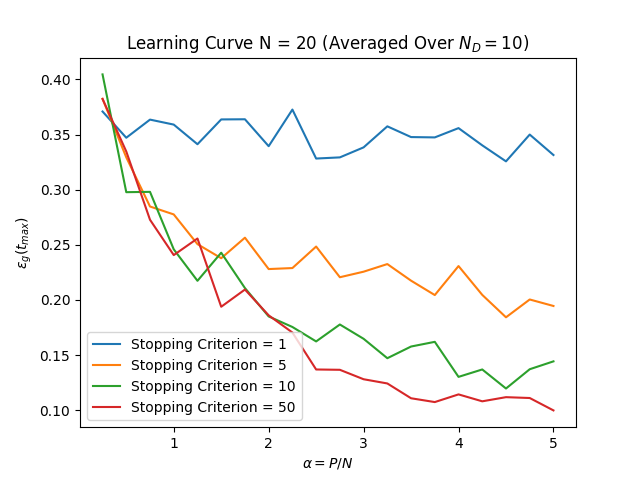 Learning Curve N = 20 (Averaged Over $N_D = 10$)
ε_g(t_max)
0.40
0.35
0.30
0.25
0.20
0.15
0.10
Stopping Criterion = 1
Stopping Criterion = 5
Stopping Criterion = 10
Stopping Criterion = 50
1 2 3 4 5
α = P/N